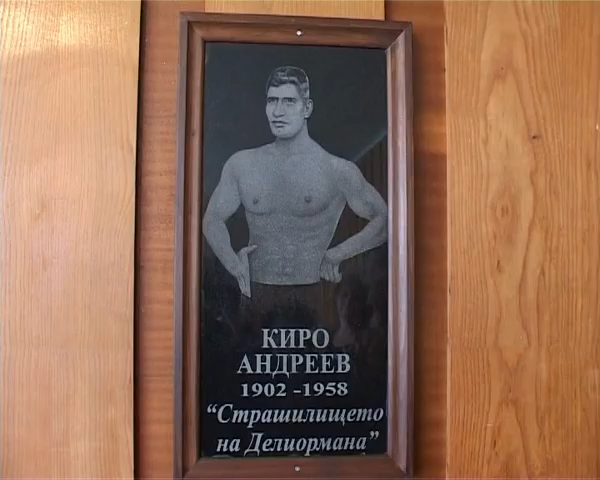 КИРО
АНДРЕЕВ
1902 -1958
“Страшилището
на Делиормана”